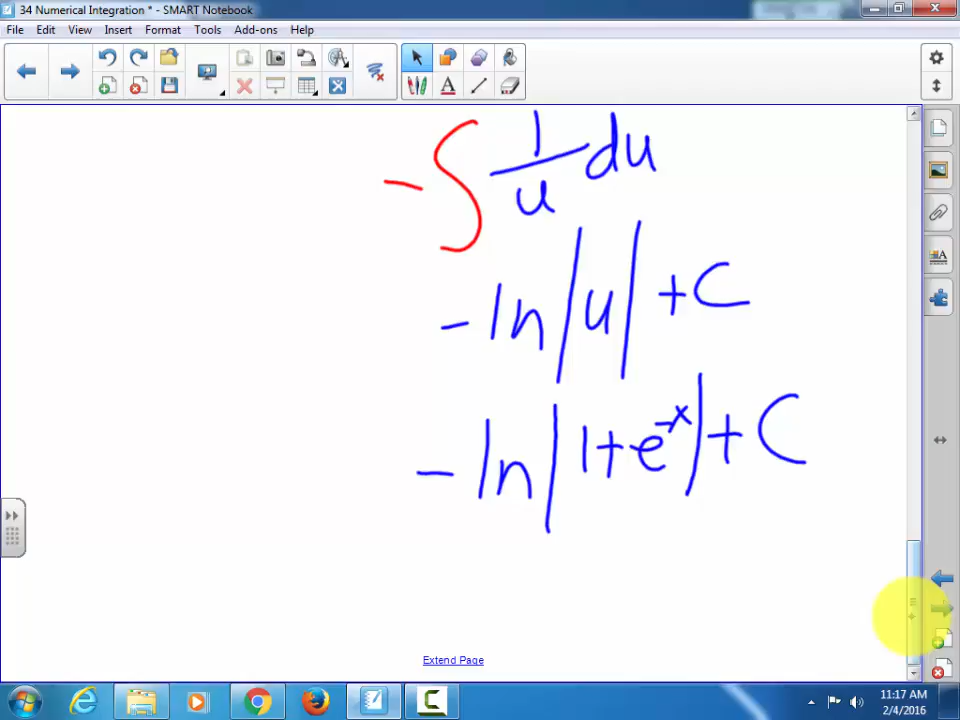 34 Numerical Integration * - SMART Notebook
File Edit View Insert Format Tools Add-ons Help
-∫ 1/u du
-ln|u| + C
-ln|1+e^-x| + C
Extend Page
11:17 AM
2/4/2016